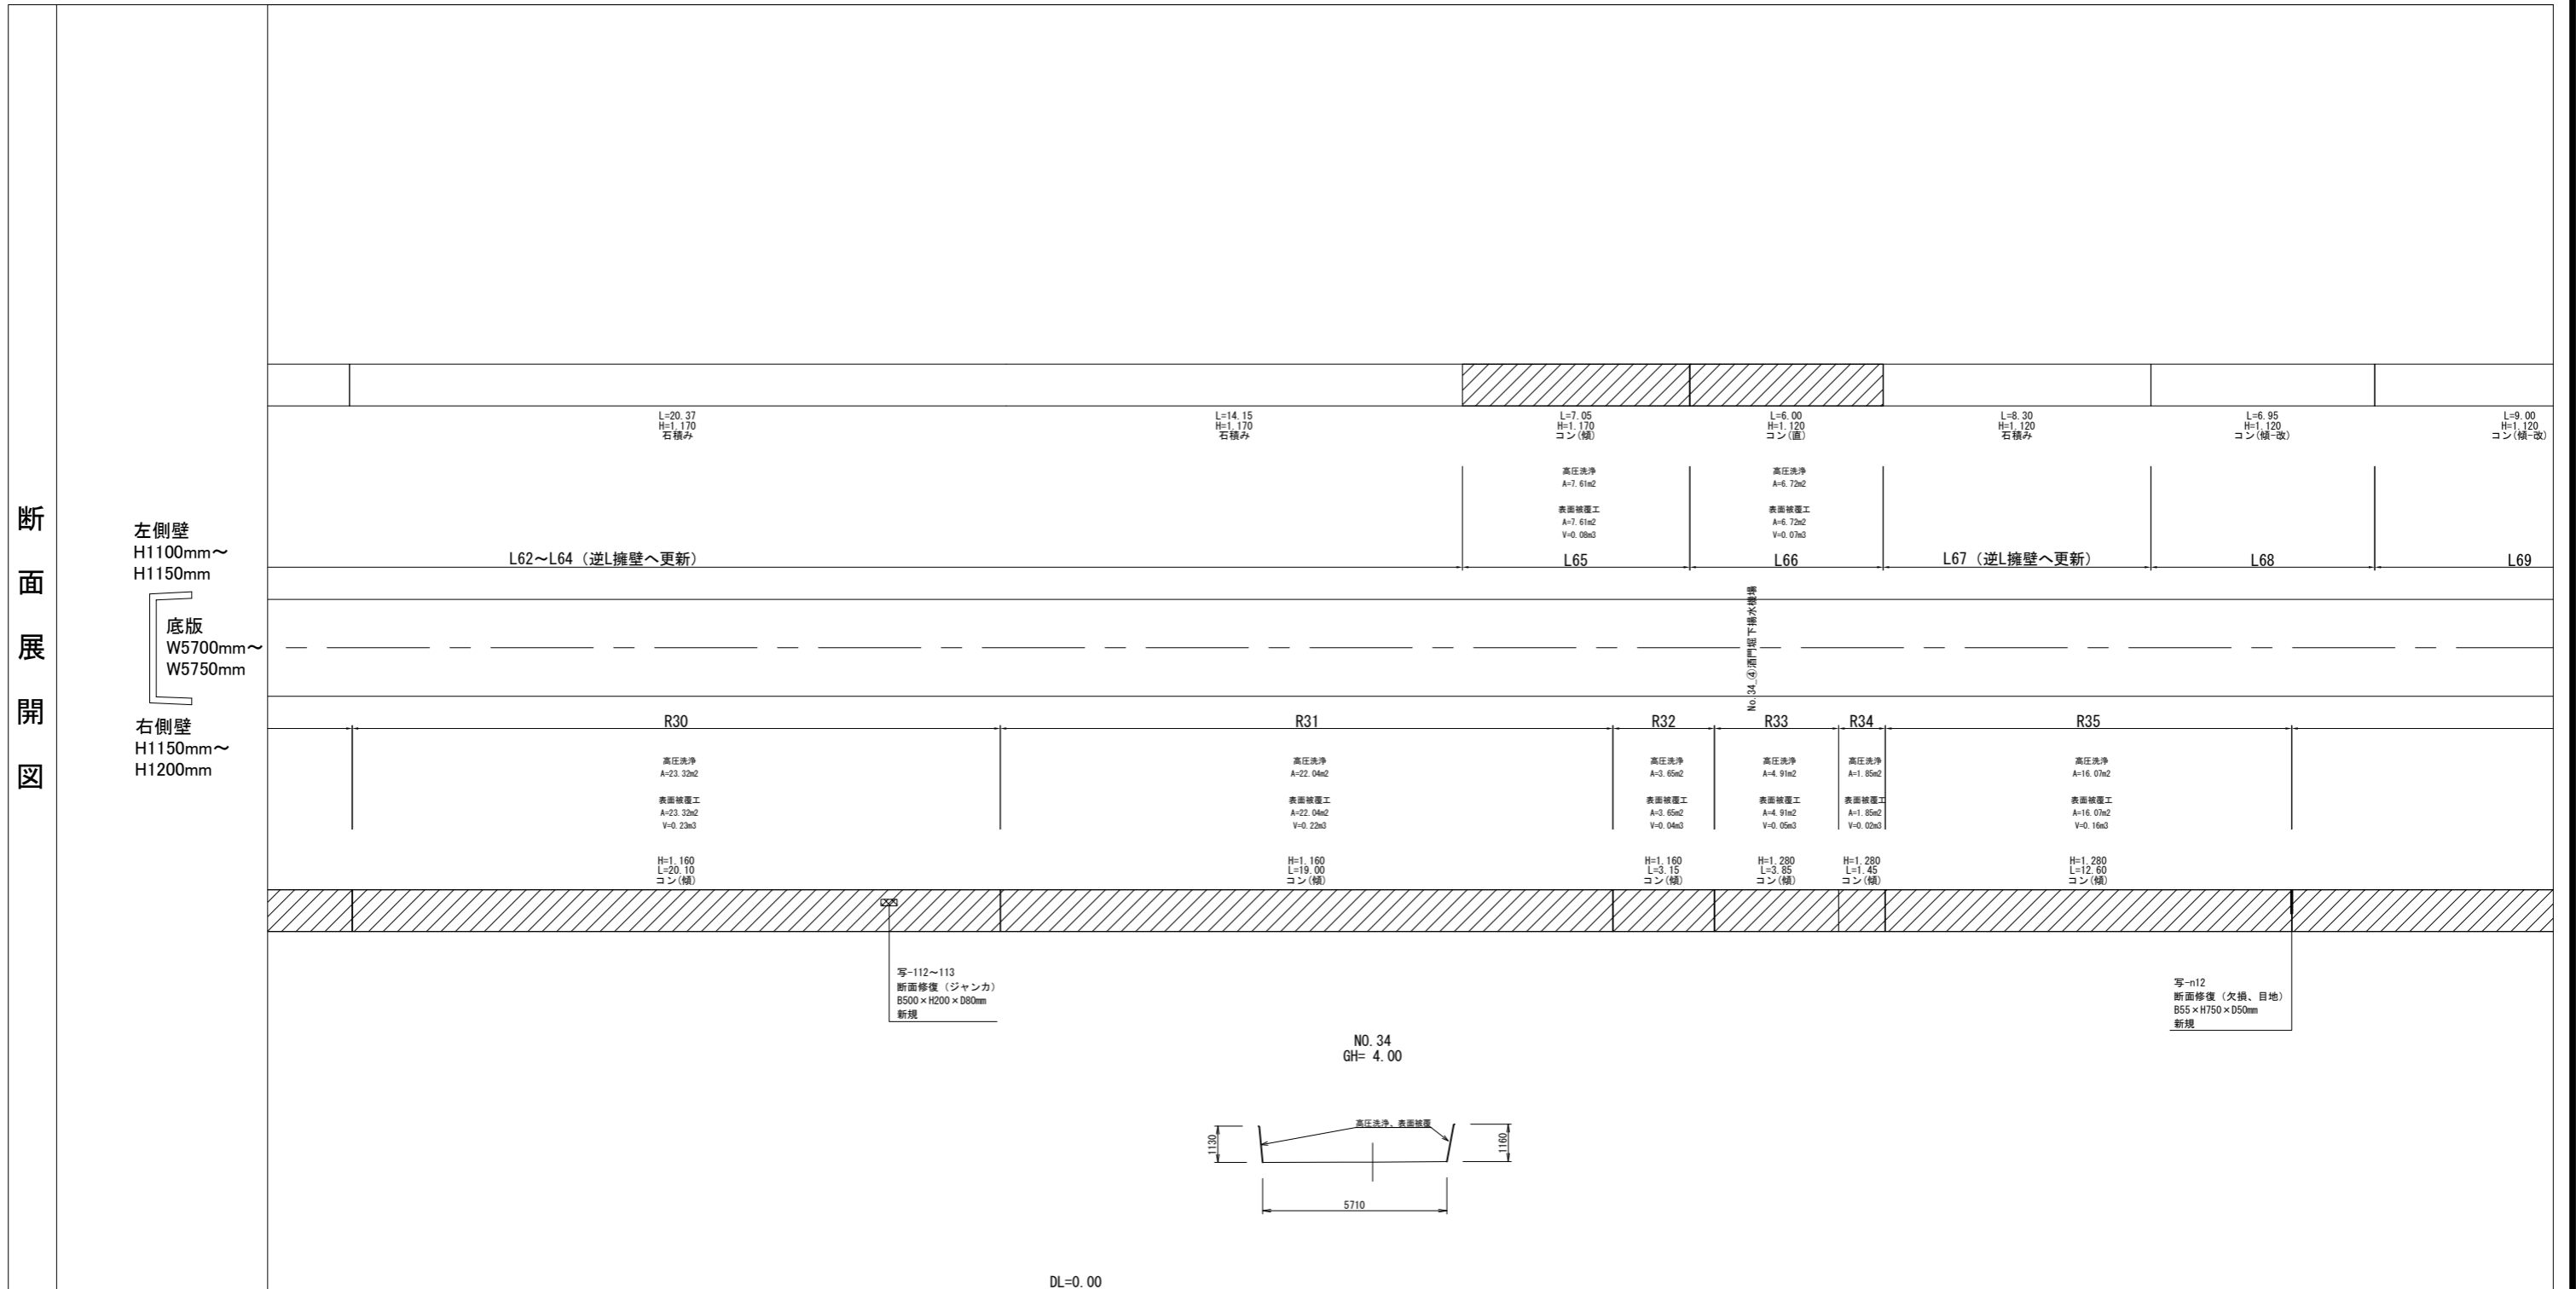 断面展開図
左側壁
H1100mm～
H1150mm
底版
W5700mm～
W5750mm
右側壁
H1150mm～
H1200mm
L=20.37
H=1,170
石積み
L=14.15
H=1,170
石積み
L=7.05
H=1,170
コン(傾)
L=6.00
H=1,120
コン(直)
L=8.30
H=1,120
石積み
L=6.95
H=1,120
コン(傾-改)
L=9.00
H=1,120
コン(傾-改)
高圧洗浄
A=7.61m2
表面被覆工
A=7.61m2
V=0.08m3
高圧洗浄
A=6.72m2
表面被覆工
A=6.72m2
V=0.07m3
L62～L64（逆L擁壁へ更新）
L65
L66
L67（逆L擁壁へ更新）
L68
L69
No.34_④酒門堀下揚水機場
R30
R31
R32
R33
R34
R35
高圧洗浄
A=23.32m2
表面被覆工
A=23.32m2
V=0.23m3
高圧洗浄
A=22.04m2
表面被覆工
A=22.04m2
V=0.22m3
高圧洗浄
A=3.65m2
表面被覆工
A=3.65m2
V=0.04m3
高圧洗浄
A=4.91m2
表面被覆工
A=4.91m2
V=0.05m3
高圧洗浄
A=1.85m2
表面被覆工
A=1.85m2
V=0.02m3
高圧洗浄
A=16.07m2
表面被覆工
A=16.07m2
V=0.16m3
H=1,160
L=20.10
コン(傾)
H=1,160
L=19.00
コン(傾)
H=1,160
L=3.15
コン(傾)
H=1,280
L=3.85
コン(傾)
H=1,280
L=1.45
コン(傾)
H=1,280
L=12.60
コン(傾)
写-112～113
断面修復（ジャンカ）
B500×H200×D80mm
新規
写-n12
断面修復（欠損、目地）
B55×H750×D50mm
新規
NO.34
GH= 4.00
高圧洗浄、表面被覆
1130
1160
5710
DL=0.00